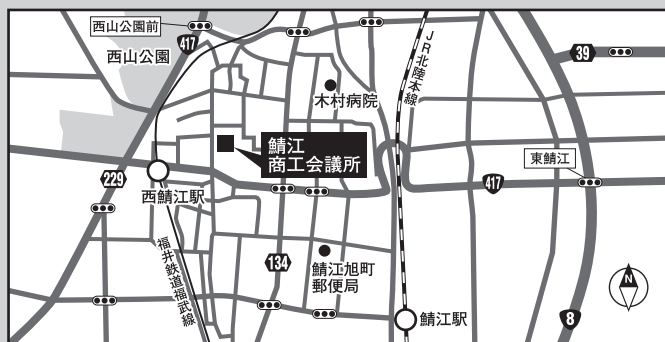 西山公園前
417
西山公園
木村病院
JR北陸本線
39
鯖江
商工会議所
東鯖江
229
西鯖江駅
417
福井鉄道福武線
134
鯖江旭町
郵便局
鯖江駅
8
N